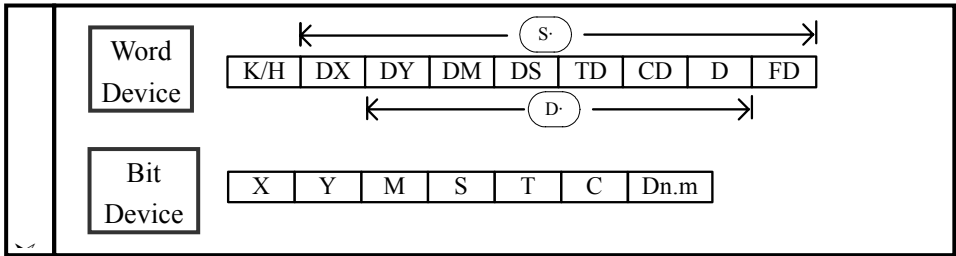 Word
Device
S·
K/H DX DY DM DS TD CD D FD
D·
Bit
Device
X Y M S T C Dn.m